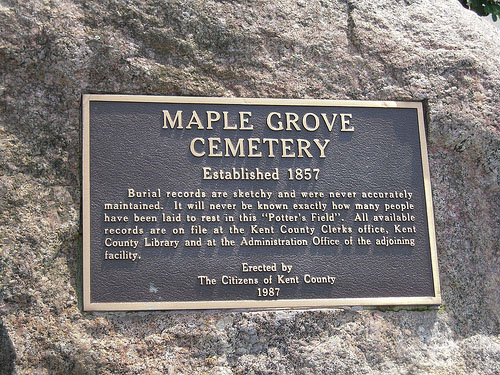 MAPLE GROVE
CEMETERY
Established 1857
Burial records are sketchy and were never accurately
maintained. It will never be known exactly how many people
have been laid to rest in this "Potter's Field". All available
records are on file at the Kent County Clerks office, Kent
County Library and at the Administration Office of the adjoining
facility.
Erected by
The Citizens of Kent County
1987